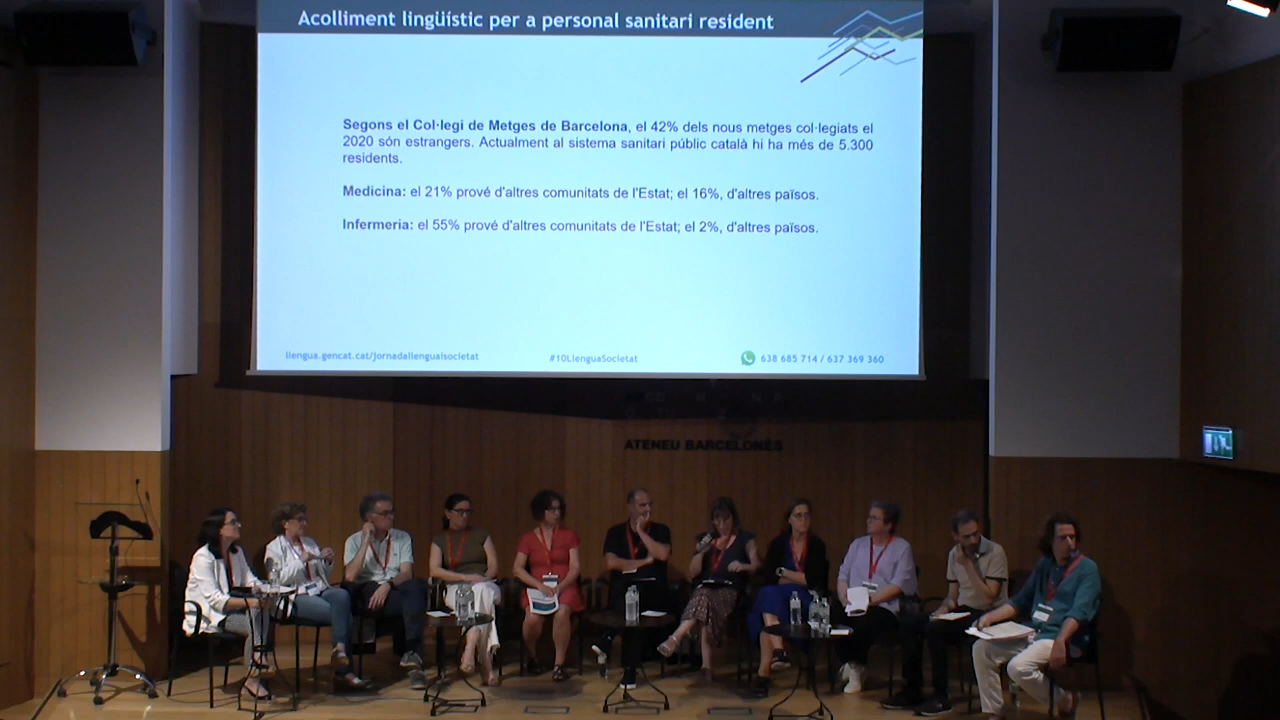 Acolliment lingüístic per a personal sanitari resident
Segons el Col·legi de Metges de Barcelona, el 42% dels nous metges col·legiats el
2020 són estrangers. Actualment al sistema sanitari públic català hi ha més de 5.300
residents.
Medicina: el 21% prové d'altres comunitats de l'Estat; el 16%, d'altres països.
Infermeria: el 55% prové d'altres comunitats de l'Estat; el 2%, d'altres països.
llengua.gencat.cat/jornadallenguaisocietat
#10LlenguaSocietat
638 685 714 / 637 369 360
ATENEU BARCELONÈS